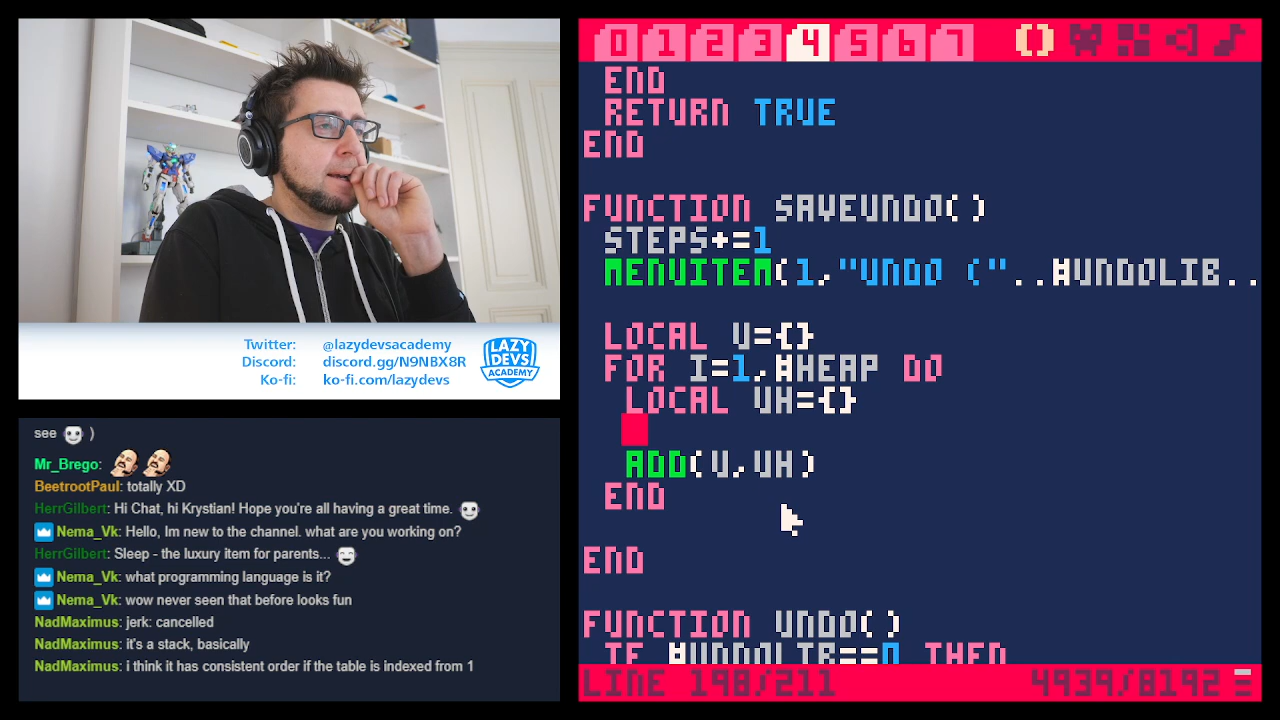 Twitter: @lazydevsacademy
Discord: discord.gg/N9NBX8R
Ko-fi: ko-fi.com/lazydevs
LAZY
DEVS
ACADEMY
see )
Mr_Brego:
BeetrootPaul: totally XD
HerrGilbert: Hi Chat, hi Krystian! Hope you're all having a great time.
Nema_Vk: Hello, Im new to the channel. what are you working on?
HerrGilbert: Sleep - the luxury item for parents...
Nema_Vk: what programming language is it?
Nema_Vk: wow never seen that before looks fun
NadMaximus: jerk: cancelled
NadMaximus: it's a stack, basically
NadMaximus: i think it has consistent order if the table is indexed from 1
0 1 2 3 4 5 6 7 ()
END
RETURN TRUE
END
FUNCTION SAVEUNDO()
STEPS+=1
MENUITEM(1,"UNDO ("..#UNDOLIB..
LOCAL U={}
FOR I=1,#HEAP DO
LOCAL UH={}
ADD(U,UH)
END
END
FUNCTION UNDO()
IF #UNDOLIB==0 THEN
LINE 198/211 4939/8192